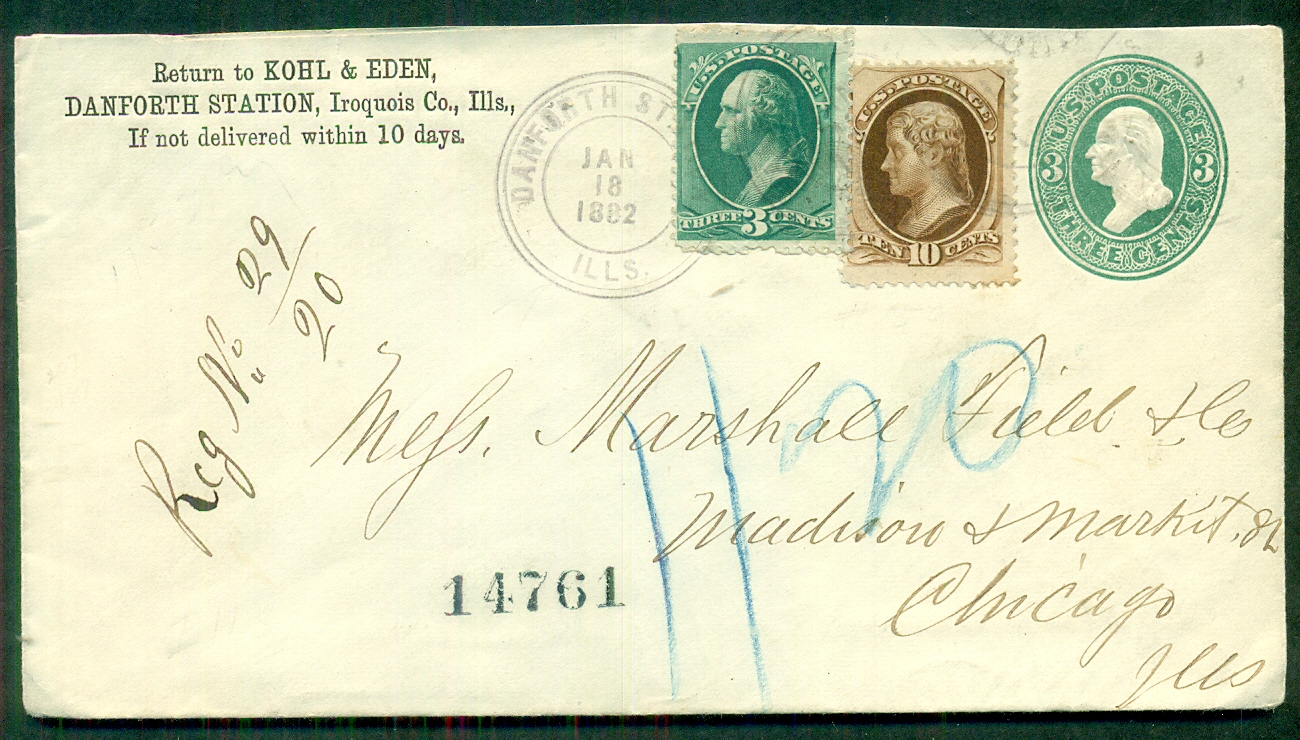 Return to KOHL & EDEN,
DANFORTH STATION, Iroquois Co., Ills.,
If not delivered within 10 days.
DANFORTH ST
JAN
18
1882
ILLS.
U.S. POSTAGE
THREE 3 CENTS
U.S. POSTAGE
TEN 10 CENTS
U.S. POSTAGE
3 3
THREE CENTS
Reg No. 29/20
Mess. Marshall Field & Co
Madison & Markit. St
Chicago
Ills
14761